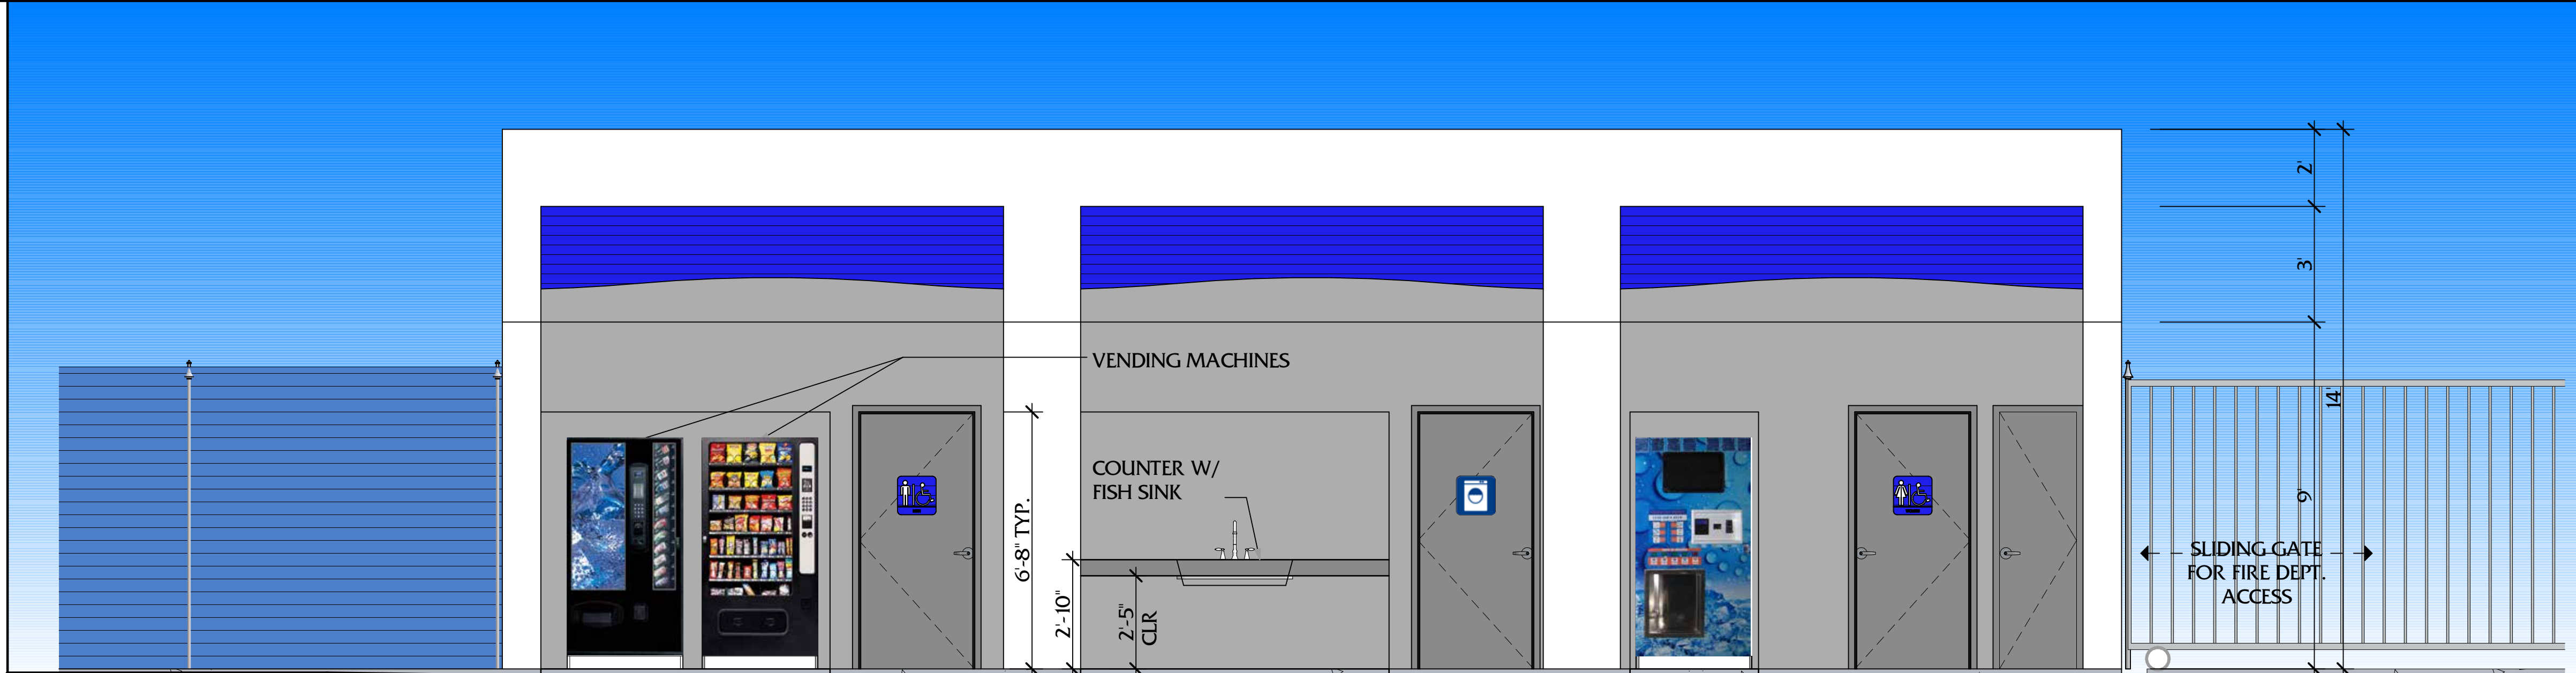 2'
3'
VENDING MACHINES
14'
COUNTER W/
FISH SINK
6'-8" TYP.
9'
SLIDING GATE
FOR FIRE DEPT.
ACCESS
2'-10"
2'-5"
CLR